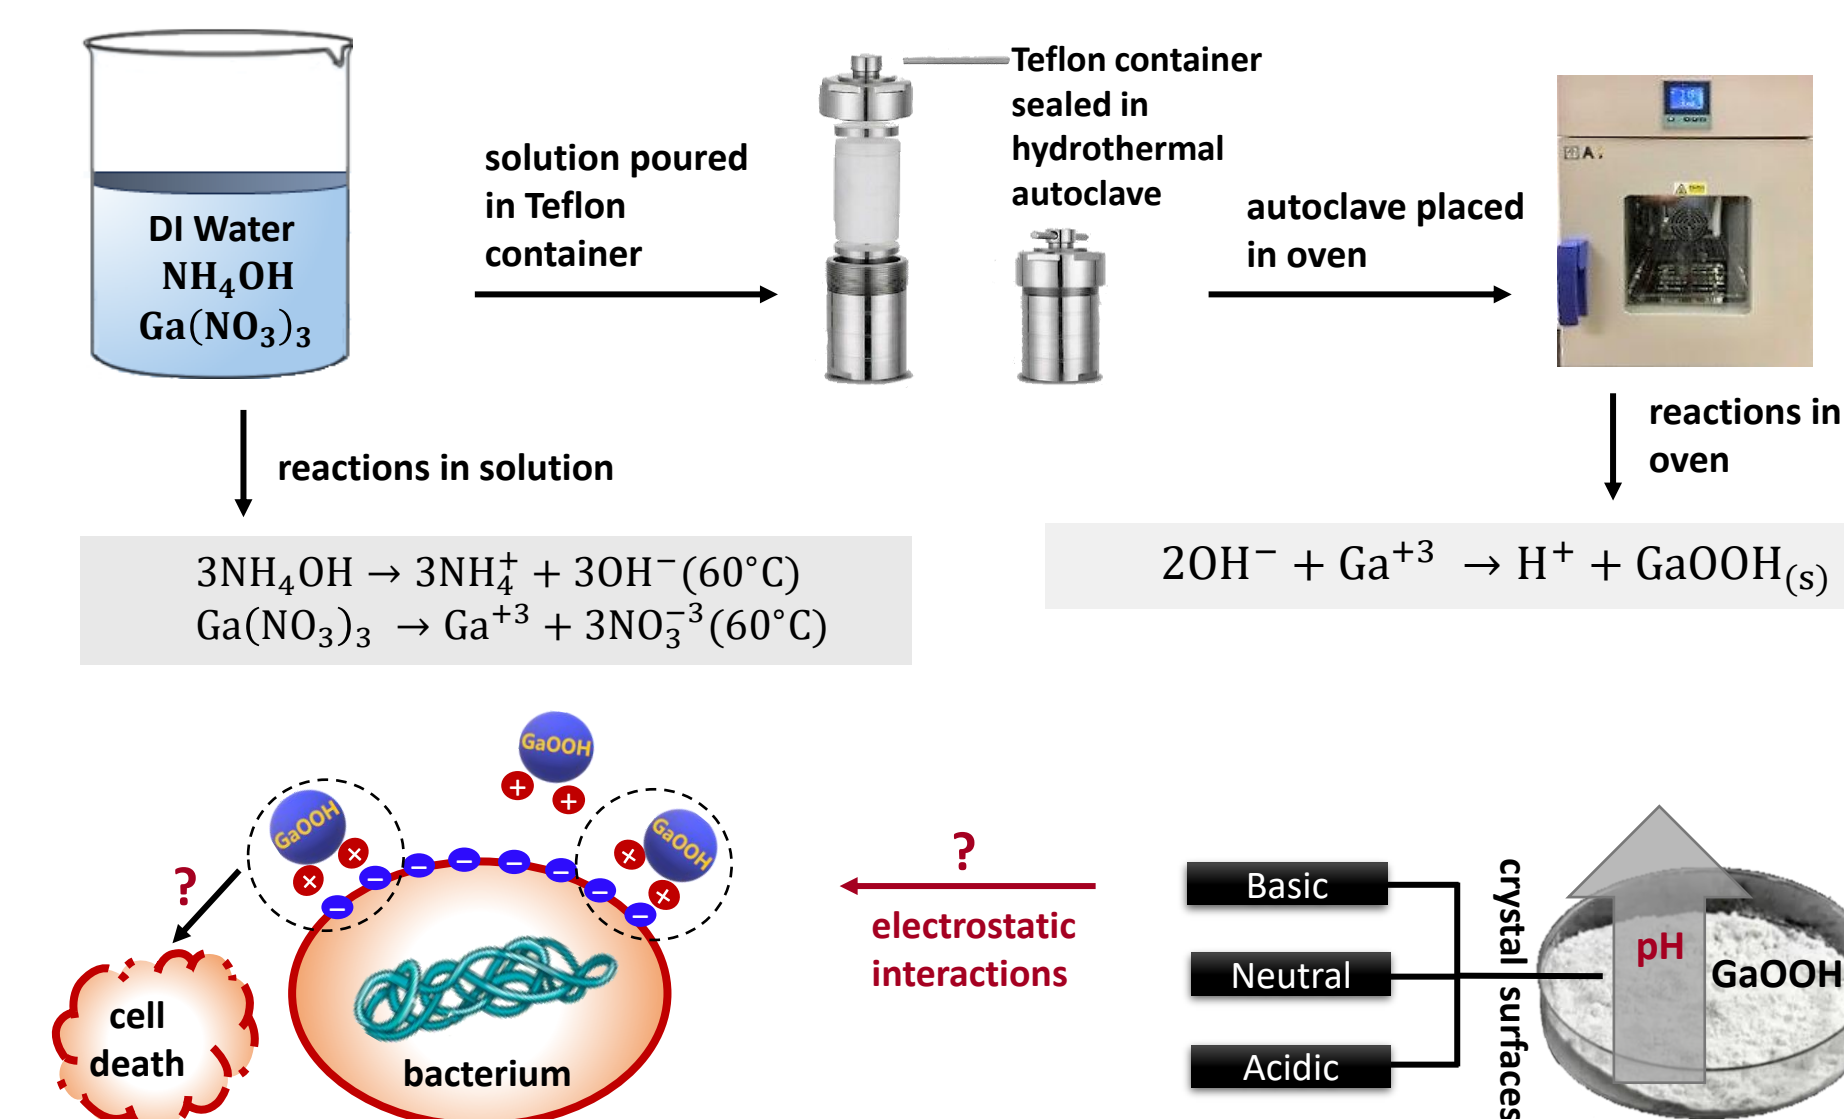 DI Water
NH₄OH
Ga(NO₃)₃
solution poured
in Teflon
container
Teflon container
sealed in
hydrothermal
autoclave
autoclave placed
in oven
reactions in solution
reactions in
oven
3NH₄OH → 3NH₄⁺ + 3OH⁻(60°C)
Ga(NO₃)₃ → Ga⁺³ + 3NO₃⁻³(60°C)
2OH⁻ + Ga⁺³ → H⁺ + GaOOH₍ₛ₎
GaOOH
+
+
GaOOH
+
+
GaOOH
+
+
−
−
−
−
−
−
−
−
?
cell
death
bacterium
?
electrostatic
interactions
Basic
Neutral
Acidic
crystal surfaces
pH
GaOOH